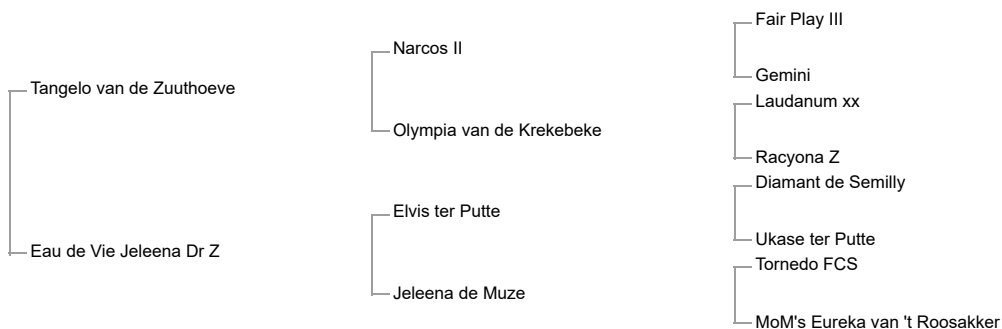 Fair Play III
Narcos II
Gemini
Tangelo van de Zuuthoeve
Laudanum xx
Olympia van de Krekebeke
Racyona Z
Diamant de Semilly
Elvis ter Putte
Ukase ter Putte
Eau de Vie Jeleena Dr Z
Tornedo FCS
Jeleena de Muze
MoM's Eureka van 't Roosakker